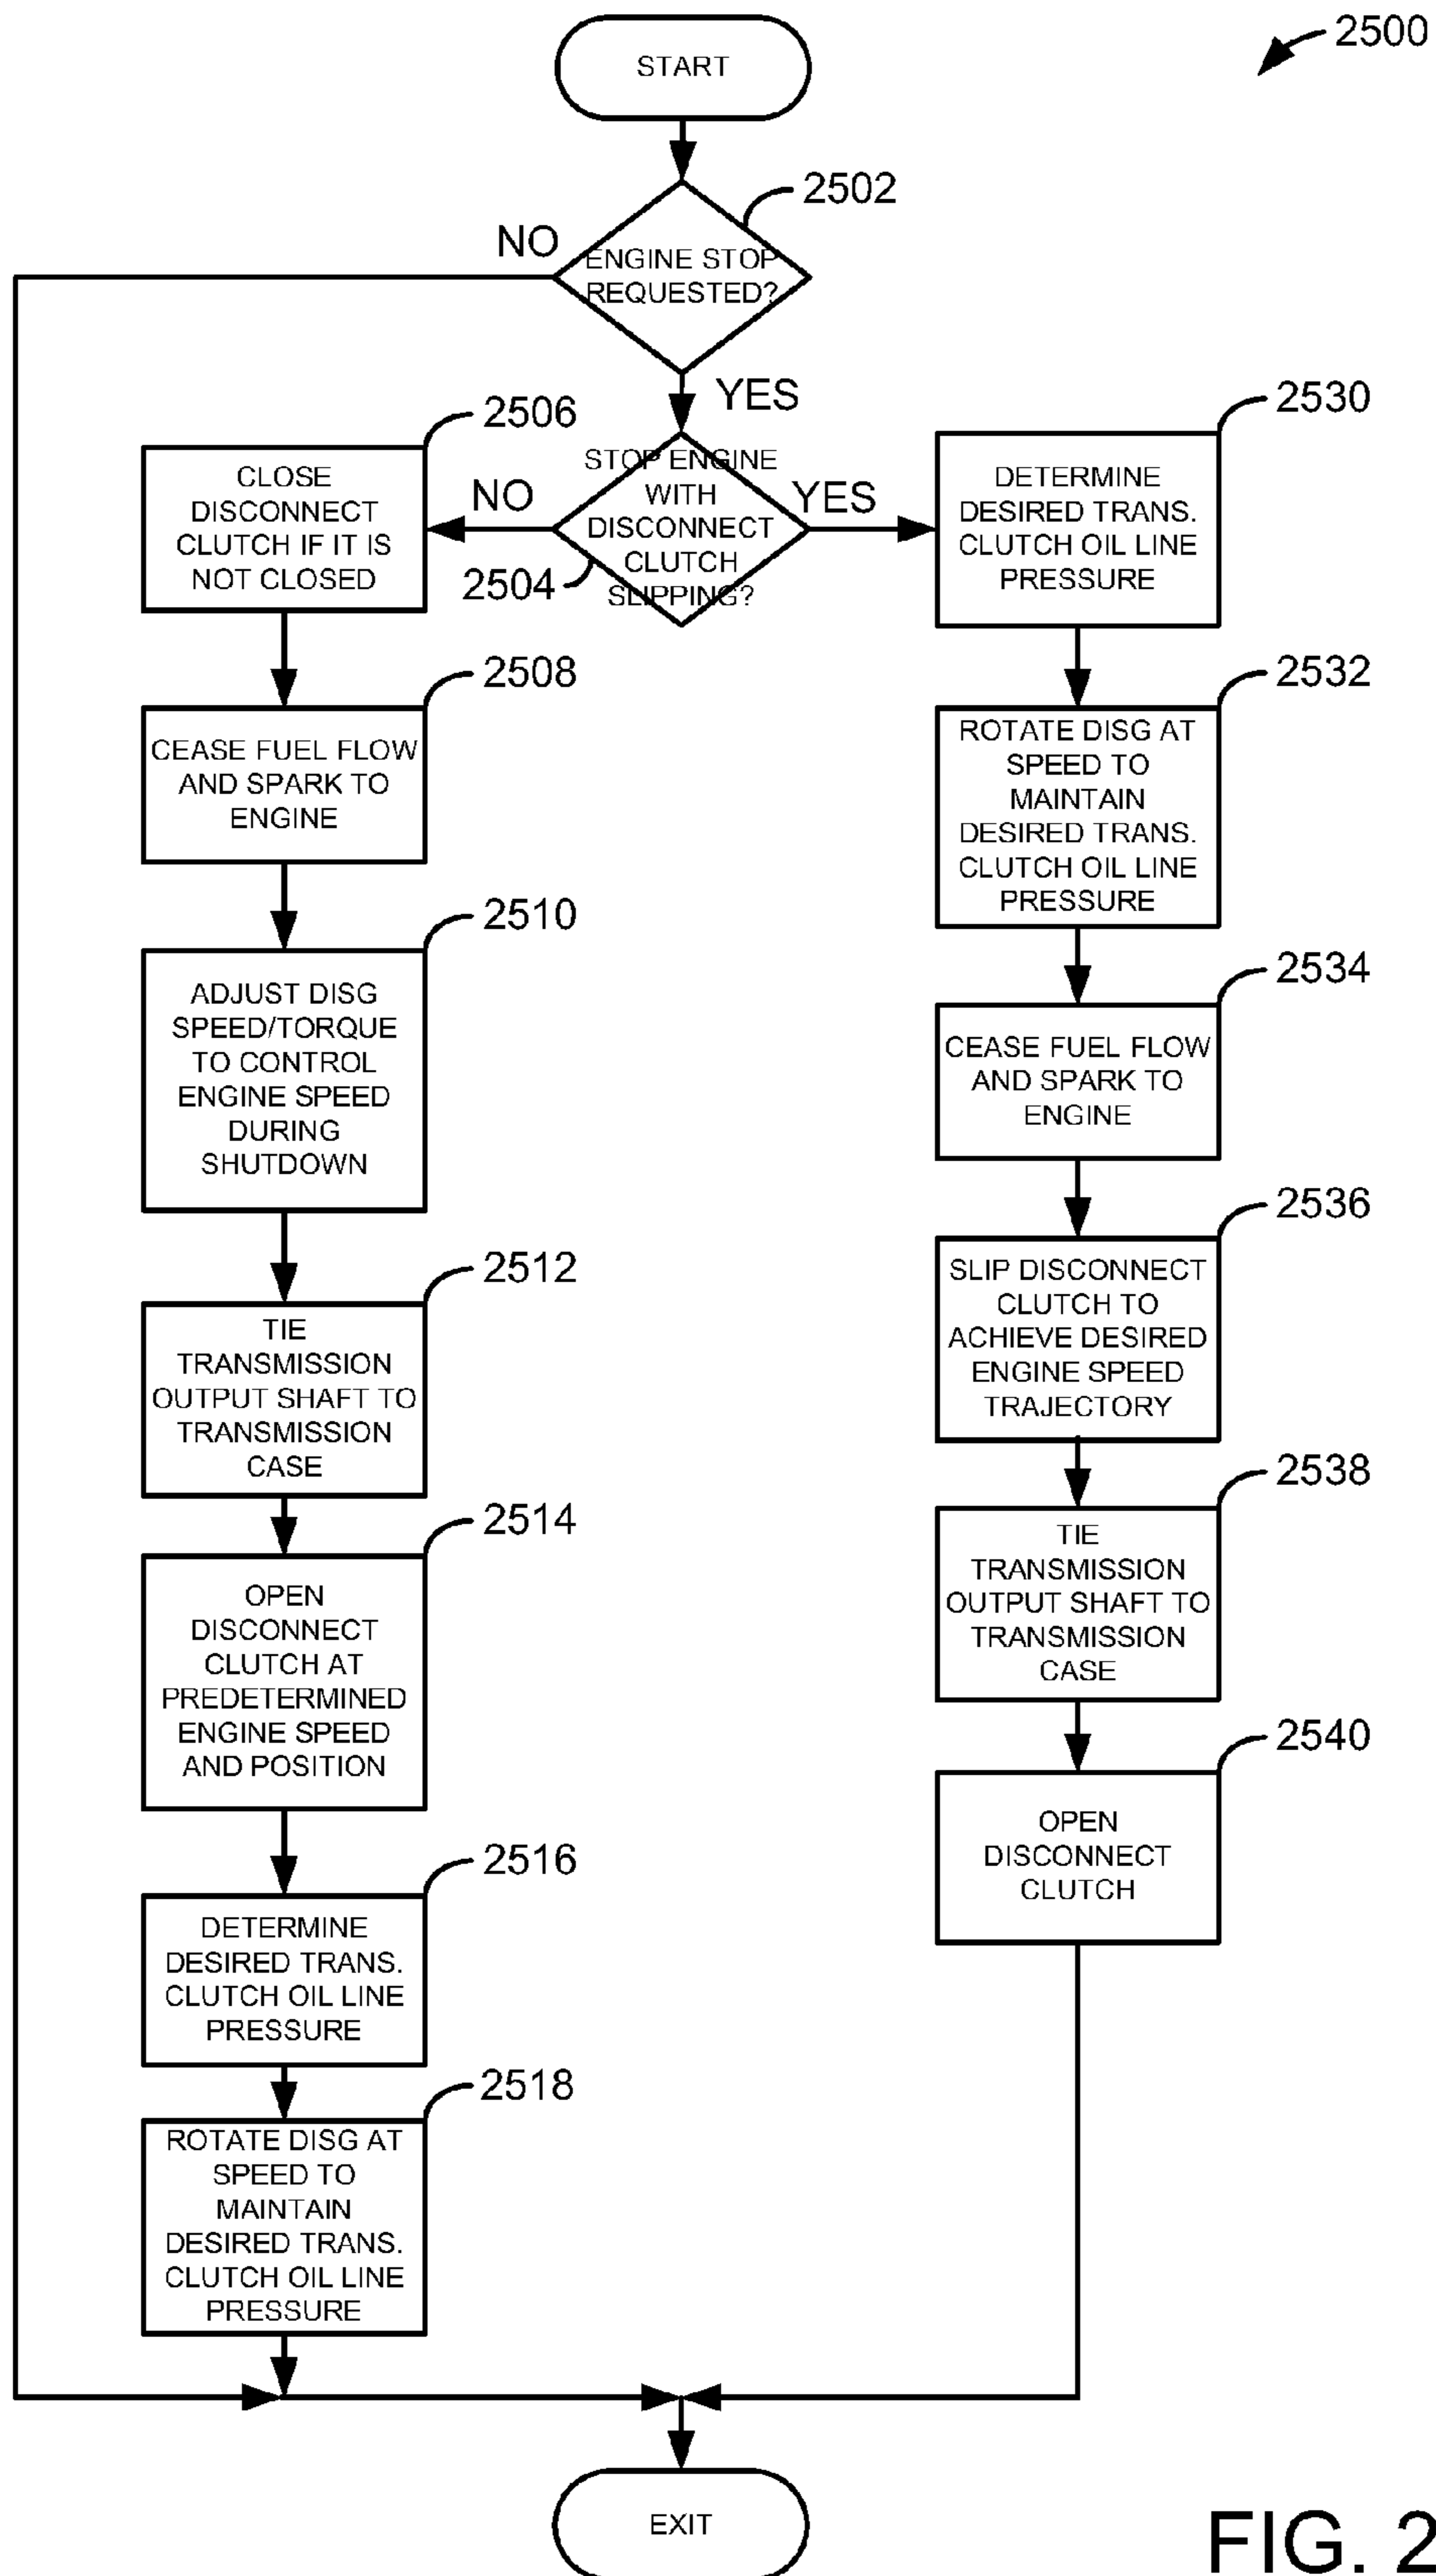 2500
START
2502
NO
ENGINE STOP
REQUESTED?
YES
2506
CLOSE
DISCONNECT
CLUTCH IF IT IS
NOT CLOSED
NO
STOP ENGINE
WITH
DISCONNECT
CLUTCH
SLIPPING?
2504
YES
2530
DETERMINE
DESIRED TRANS.
CLUTCH OIL LINE
PRESSURE
2508
CEASE FUEL FLOW
AND SPARK TO
ENGINE
2510
ADJUST DISG
SPEED/TORQUE
TO CONTROL
ENGINE SPEED
DURING
SHUTDOWN
2512
TIE
TRANSMISSION
OUTPUT SHAFT TO
TRANSMISSION
CASE
2514
OPEN
DISCONNECT
CLUTCH AT
PREDETERMINED
ENGINE SPEED
AND POSITION
2516
DETERMINE
DESIRED TRANS.
CLUTCH OIL LINE
PRESSURE
2518
ROTATE DISG AT
SPEED TO
MAINTAIN
DESIRED TRANS.
CLUTCH OIL LINE
PRESSURE
2532
ROTATE DISG AT
SPEED TO
MAINTAIN
DESIRED TRANS.
CLUTCH OIL LINE
PRESSURE
2534
CEASE FUEL FLOW
AND SPARK TO
ENGINE
2536
SLIP DISCONNECT
CLUTCH TO
ACHIEVE DESIRED
ENGINE SPEED
TRAJECTORY
2538
TIE
TRANSMISSION
OUTPUT SHAFT TO
TRANSMISSION
CASE
2540
OPEN
DISCONNECT
CLUTCH
EXIT
FIG. 2